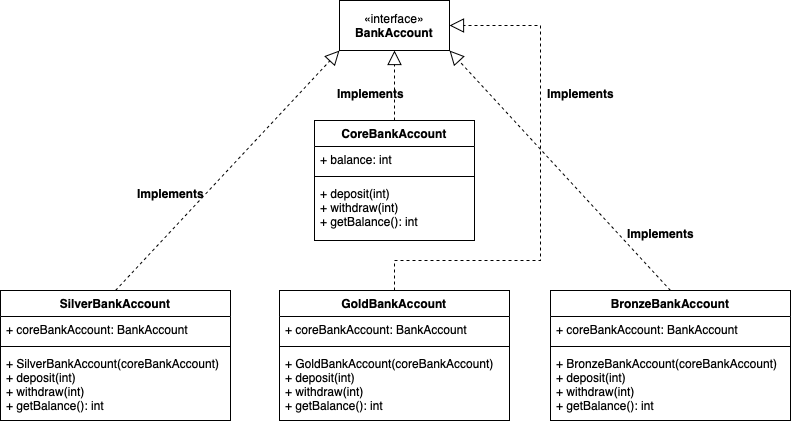 «interface»
BankAccount
Implements
Implements
CoreBankAccount
+ balance: int
+ deposit(int)
+ withdraw(int)
+ getBalance(): int
Implements
Implements
SilverBankAccount
+ coreBankAccount: BankAccount
+ SilverBankAccount(coreBankAccount)
+ deposit(int)
+ withdraw(int)
+ getBalance(): int
GoldBankAccount
+ coreBankAccount: BankAccount
+ GoldBankAccount(coreBankAccount)
+ deposit(int)
+ withdraw(int)
+ getBalance(): int
BronzeBankAccount
+ coreBankAccount: BankAccount
+ BronzeBankAccount(coreBankAccount)
+ deposit(int)
+ withdraw(int)
+ getBalance(): int